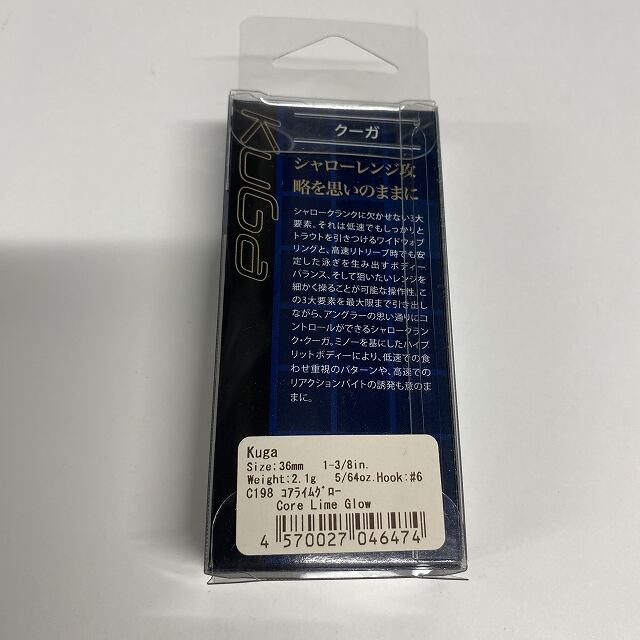 Kuga
クーガ
シャローレンジ攻
略を思いのままに
シャロークランクに欠かせない3大
要素。それは低速でもしっかりと
トラウトを引きつけるワイドウォブ
リングと、高速リトリーブ時でも安
定した泳ぎを生み出すボディー
バランス、そして狙いたいレンジを
細かく操ることが可能な操作性。こ
の3大要素を最大限まで引き出し
ながら、アングラーの思い通りにコ
ントロールができるシャロークラン
ク・クーガ。ミノーを基にしたハイブ
リットボディーにより、低速での食
わせ重視のパターンや、高速での
リアクションバイトの誘発も意のま
まに。
Kuga
Size:36mm 1-3/8in.
Weight:2.1g 5/64oz.Hook:#6
C198 ｺｱﾗｲﾑｸﾞﾛｰ
Core Lime Glow
4 570027 046474